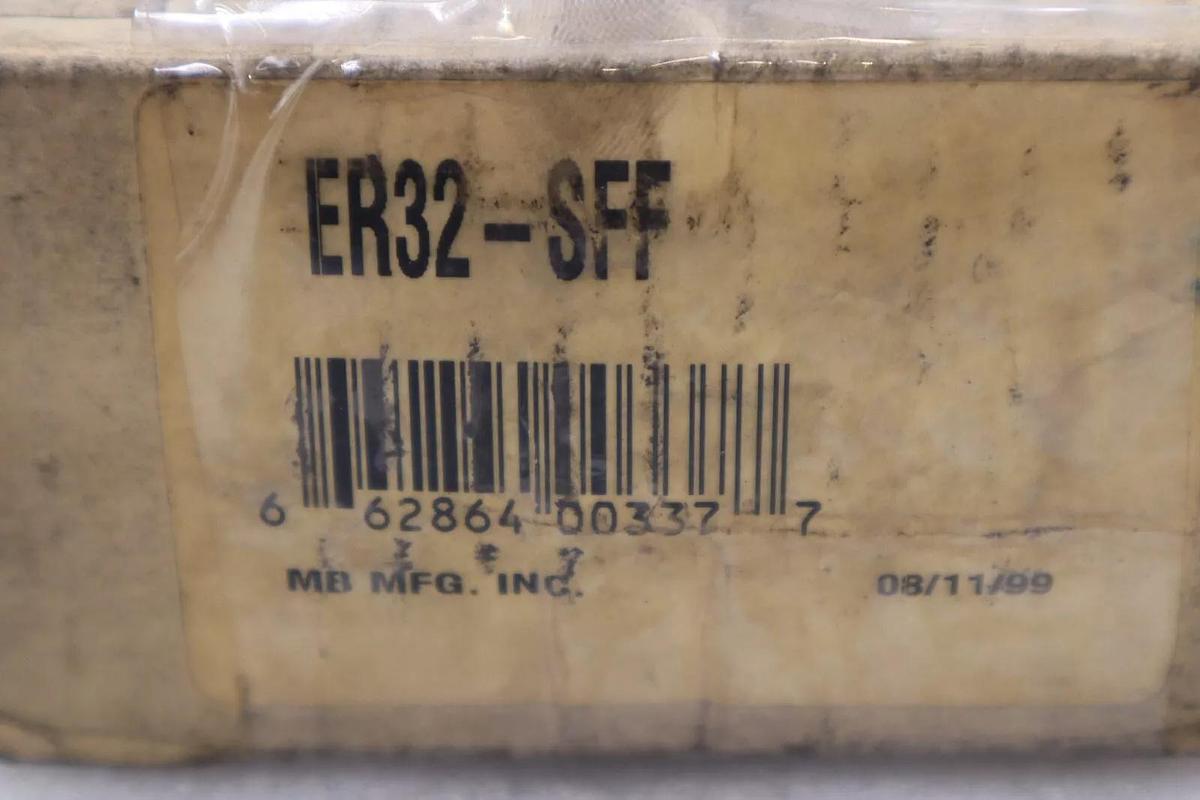 ER32-SFF
6 62864 00337 7
MB MFG. INC. 08/11/99